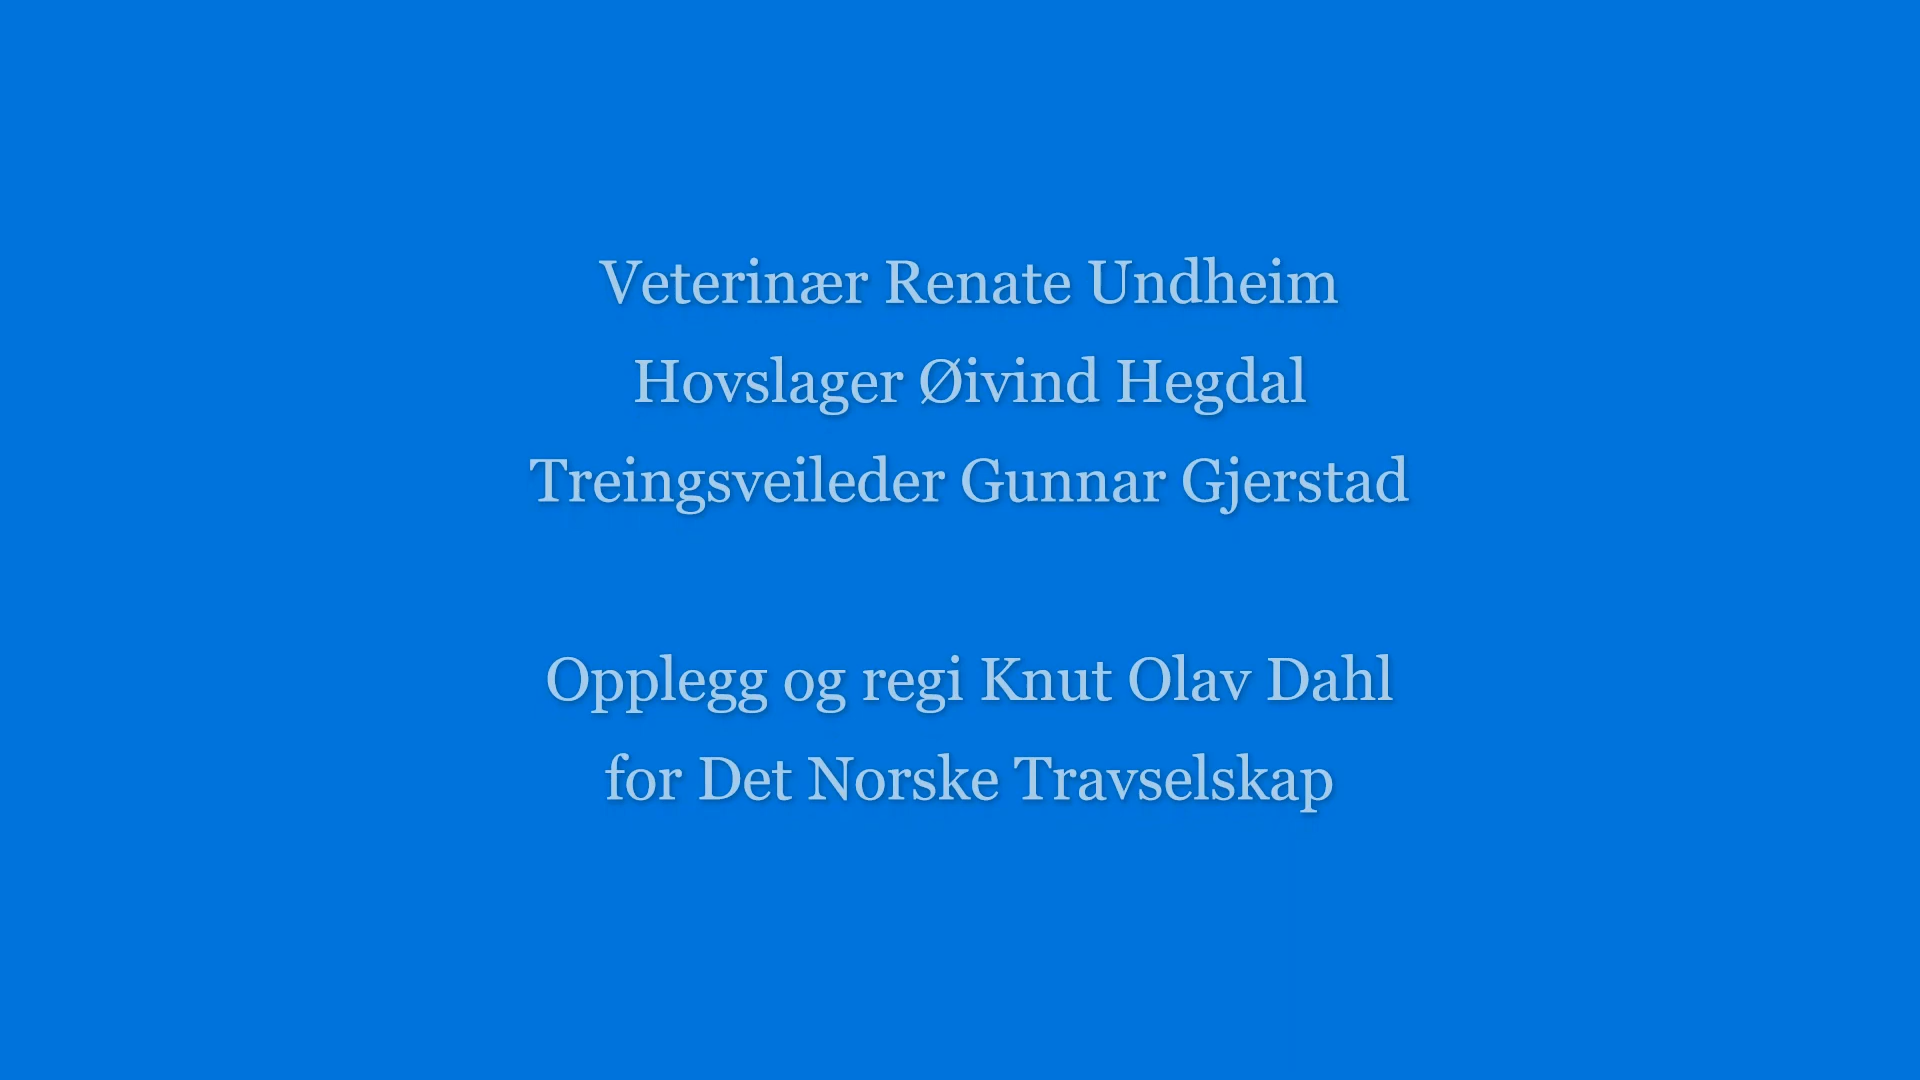 Veterinær Renate Undheim
Hovslager Øivind Hegdal
Treingsveileder Gunnar Gjerstad
Opplegg og regi Knut Olav Dahl
for Det Norske Travselskap